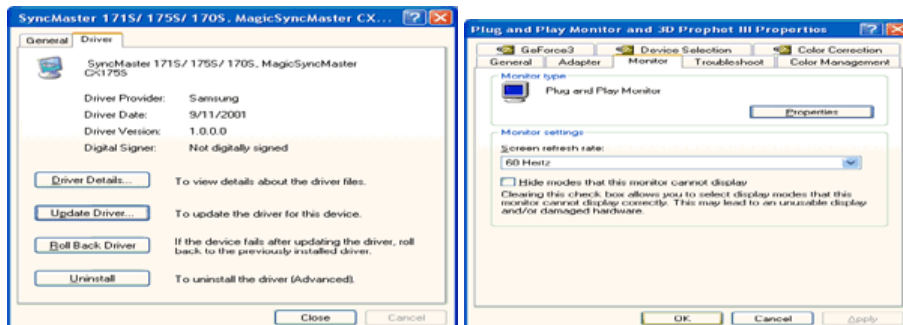 SyncMaster 171S/ 175S/ 170S, MagicSyncMaster CX...
General
Driver
SyncMaster 171S/ 175S/ 170S, MagicSyncMaster
CX175S
Driver Provider: Samsung
Driver Date: 9/11/2001
Driver Version: 1.0.0.0
Digital Signer: Not digitally signed
Driver Details...
To view details about the driver files.
Update Driver...
To update the driver for this device.
Roll Back Driver
If the device fails after updating the driver, roll
back to the previously installed driver.
Uninstall
To uninstall the driver (Advanced).
Close
Cancel
Plug and Play Monitor and 3D Prophet III Properties
GeForce3
Device Selection
Color Correction
General
Adapter
Monitor
Troubleshoot
Color Management
Monitor type
Plug and Play Monitor
Properties
Monitor settings
Screen refresh rate:
60 Hertz
Hide modes that this monitor cannot display
Clearing this check box allows you to select display modes that this
monitor cannot display correctly. This may lead to an unusable display
and/or damaged hardware.
OK
Cancel
Apply